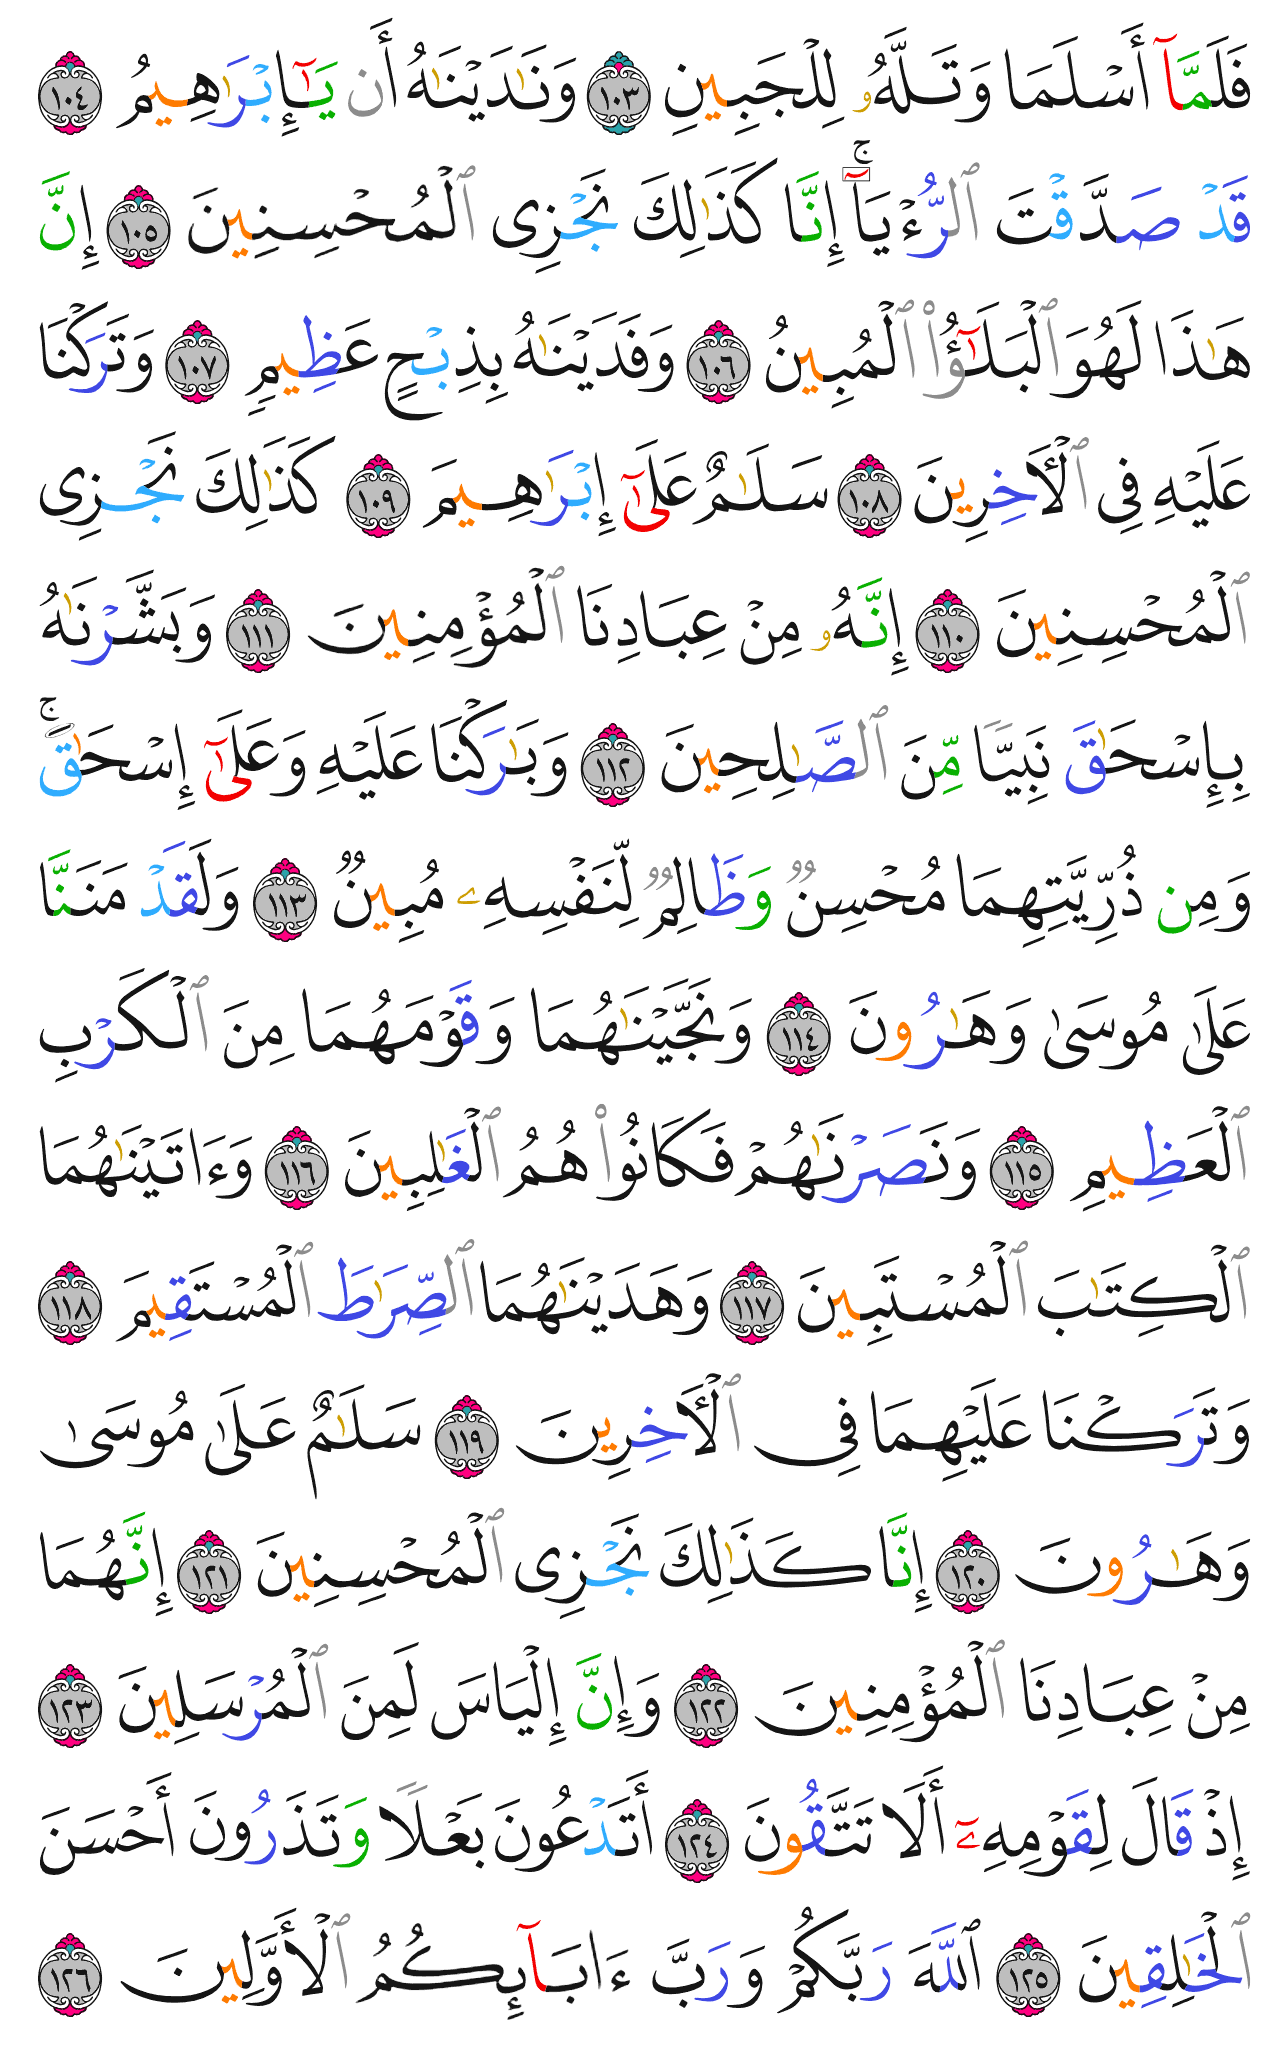 فَلَمَّآ أَسْلَمَا وَتَلَّهُۥ لِلْجَبِينِ ١٠٣ وَنَـٰدَيْنَـٰهُ أَن يَـٰٓإِبْرَٰهِيمُ ١٠٤
قَدْ صَدَّقْتَ ٱلرُّءْيَآ ۚ إِنَّا كَذَٰلِكَ نَجْزِى ٱلْمُحْسِنِينَ ١٠٥ إِنَّ
هَـٰذَا لَهُوَ ٱلْبَلَـٰٓؤُا۟ ٱلْمُبِينُ ١٠٦ وَفَدَيْنَـٰهُ بِذِبْحٍ عَظِيمٍ ١٠٧ وَتَرَكْنَا
عَلَيْهِ فِى ٱلْـَٔاخِرِينَ ١٠٨ سَلَـٰمٌ عَلَىٰٓ إِبْرَٰهِيمَ ١٠٩ كَذَٰلِكَ نَجْزِى
ٱلْمُحْسِنِينَ ١١٠ إِنَّهُۥ مِنْ عِبَادِنَا ٱلْمُؤْمِنِينَ ١١١ وَبَشَّرْنَـٰهُ
بِإِسْحَـٰقَ نَبِيًّا مِّنَ ٱلصَّـٰلِحِينَ ١١٢ وَبَـٰرَكْنَا عَلَيْهِ وَعَلَىٰٓ إِسْحَـٰقَ ۚ
وَمِن ذُرِّيَّتِهِمَا مُحْسِنٌ وَظَالِمٌ لِّنَفْسِهِۦ مُبِينٌ ١١٣ وَلَقَدْ مَنَنَّا
عَلَىٰ مُوسَىٰ وَهَـٰرُونَ ١١٤ وَنَجَّيْنَـٰهُمَا وَقَوْمَهُمَا مِنَ ٱلْكَرْبِ
ٱلْعَظِيمِ ١١٥ وَنَصَرْنَـٰهُمْ فَكَانُوا۟ هُمُ ٱلْغَـٰلِبِينَ ١١٦ وَءَاتَيْنَـٰهُمَا
ٱلْكِتَـٰبَ ٱلْمُسْتَبِينَ ١١٧ وَهَدَيْنَـٰهُمَا ٱلصِّرَٰطَ ٱلْمُسْتَقِيمَ ١١٨
وَتَرَكْنَا عَلَيْهِمَا فِى ٱلْـَٔاخِرِينَ ١١٩ سَلَـٰمٌ عَلَىٰ مُوسَىٰ
وَهَـٰرُونَ ١٢٠ إِنَّا كَذَٰلِكَ نَجْزِى ٱلْمُحْسِنِينَ ١٢١ إِنَّهُمَا
مِنْ عِبَادِنَا ٱلْمُؤْمِنِينَ ١٢٢ وَإِنَّ إِلْيَاسَ لَمِنَ ٱلْمُرْسَلِينَ ١٢٣
إِذْ قَالَ لِقَوْمِهِۦٓ أَلَا تَتَّقُونَ ١٢٤ أَتَدْعُونَ بَعْلًا وَتَذَرُونَ أَحْسَنَ
ٱلْخَـٰلِقِينَ ١٢٥ ٱللَّهَ رَبَّكُمْ وَرَبَّ ءَابَآئِكُمُ ٱلْأَوَّلِينَ ١٢٦